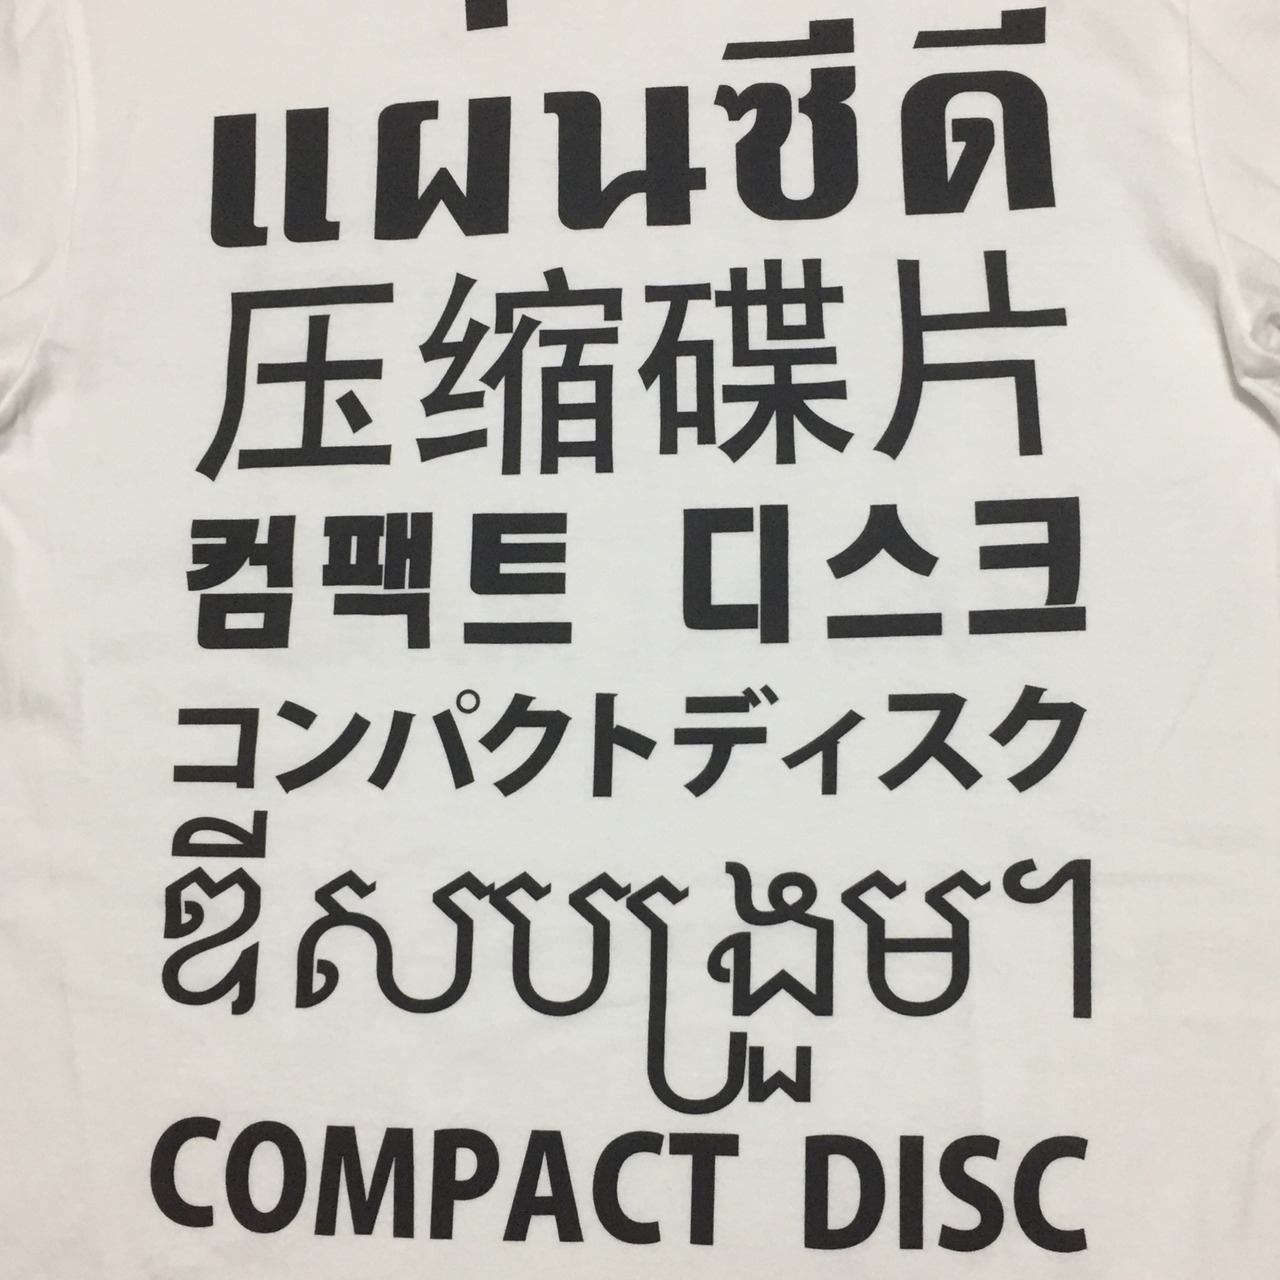 แผ่นซีดี
压缩碟片
컴팩트 디스크
コンパクトディスク
ឌីសបង្រួម។
COMPACT DISC